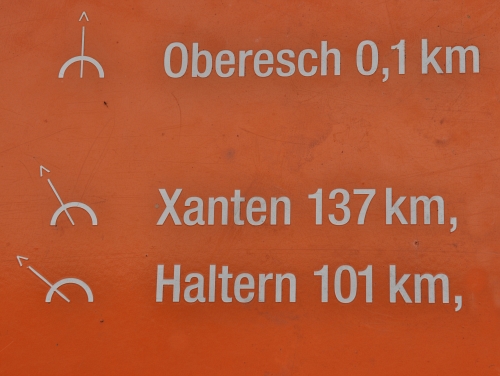 Oberesch 0,1 km
Xanten 137 km,
Haltern 101 km,